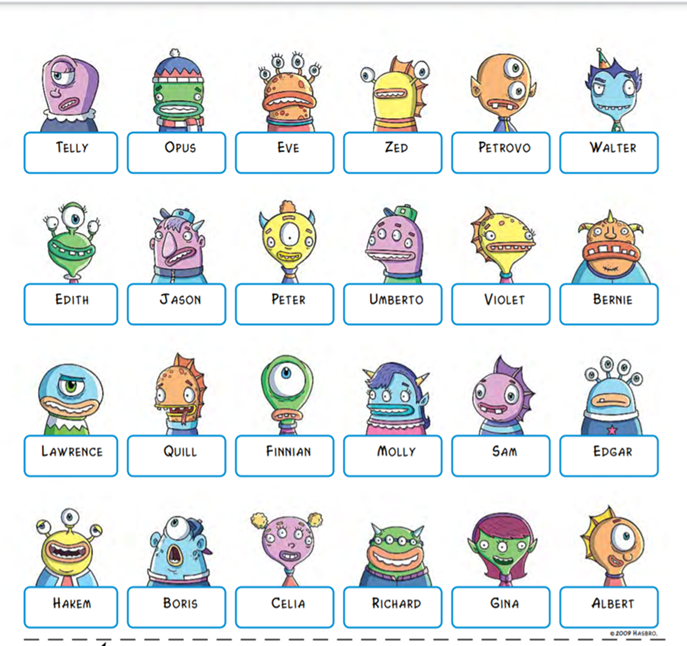 TELLY OPUS EVE ZED PETROVO WALTER
EDITH JASON PETER UMBERTO VIOLET BERNIE
LAWRENCE QUILL FINNIAN MOLLY SAM EDGAR
HAKEM BORIS CELIA RICHARD GINA ALBERT
© 2009 HASBRO.